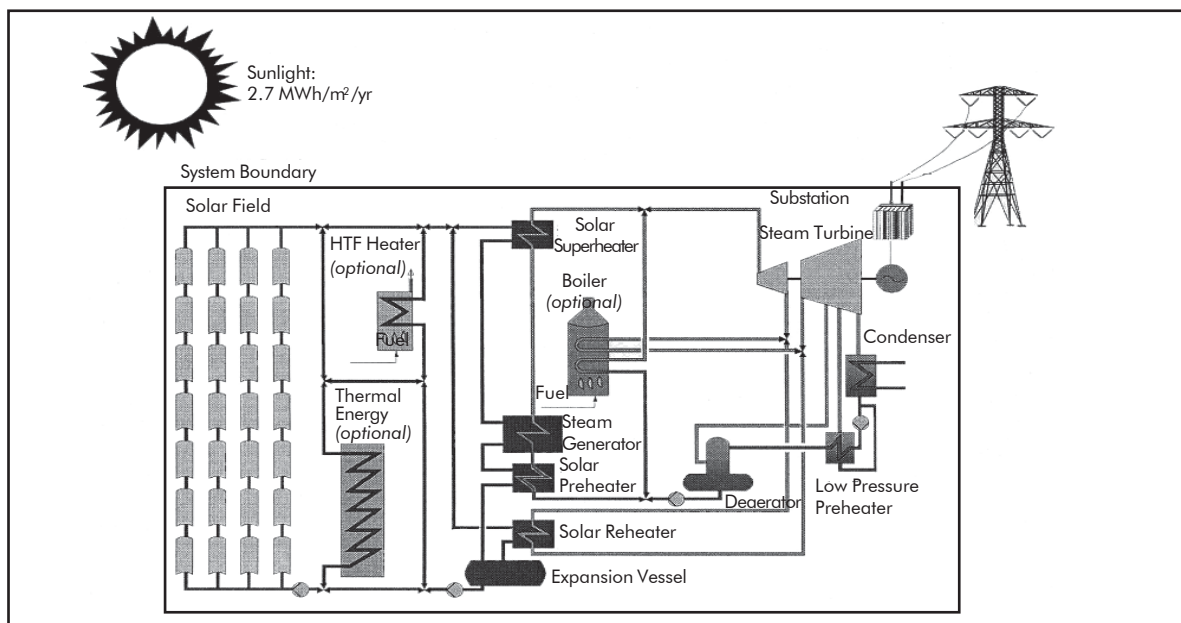 Sunlight:
2.7 MWh/m²/yr
System Boundary
Solar Field
Substation
Steam Turbine
HTF Heater
(optional)
Fuel
Solar
Superheater
Boiler
(optional)
Fuel
Condenser
Thermal
Energy
(optional)
Steam
Generator
Solar
Preheater
Deaerator
Low Pressure
Preheater
Solar Reheater
Expansion Vessel